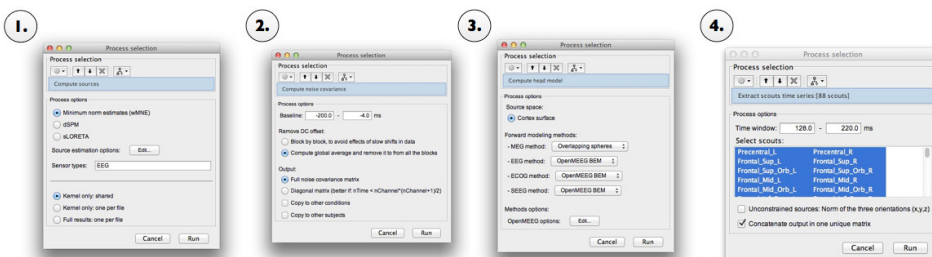 1.
Process selection
Process selection
Compute sources
Process options
Minimum norm estimates (wMNE)
dSPM
sLORETA
Source estimation options: Edit...
Sensor types: EEG
Kernel only: shared
Kernel only: one per file
Full results: one per file
Cancel Run
2.
Process selection
Process selection
Compute noise covariance
Process options
Baseline: -200.0 - -4.0 ms
Remove DC offset:
Block by block, to avoid effects of slow shifts in data
Compute global average and remove it to from all the blocks
Output:
Full noise covariance matrix
Diagonal matrix (better if: nTime < nChannel*(nChannel+1)/2)
Copy to other conditions
Copy to other subjects
Cancel Run
3.
Process selection
Process selection
Compute head model
Process options
Source space:
Cortex surface
Forward modeling methods:
- MEG method: Overlapping spheres
- EEG method: OpenMEEG BEM
- ECOG method: OpenMEEG BEM
- SEEG method: OpenMEEG BEM
Methods options:
OpenMEEG options: Edit...
Cancel Run
4.
Process selection
Process selection
Extract scouts time series:[88 scouts]
Process options
Time window: 128.0 - 220.0 ms
Select scouts:
Precentral_L Precentral_R
Frontal_Sup_L Frontal_Sup_R
Frontal_Sup_Orb_L Frontal_Sup_Orb_R
Frontal_Mid_L Frontal_Mid_R
Frontal_Mid_Orb_L Frontal_Mid_Orb_R
Unconstrained sources: Norm of the three orientations (x,y,z)
Concatenate output in one unique matrix
Cancel Run